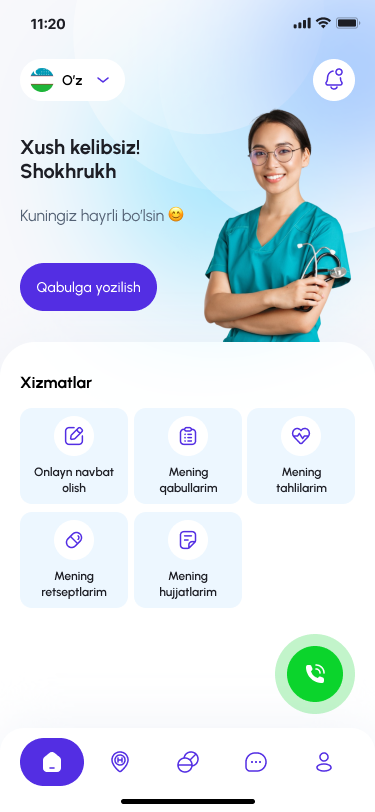 11:20
O‘z
Xush kelibsiz!
Shokhrukh
Kuningiz hayrli bo‘lsin 😊
Qabulga yozilish
Xizmatlar
Onlayn navbat
olish
Mening
qabullarim
Mening
tahlilarim
Mening
retseptlarim
Mening
hujjatlarim